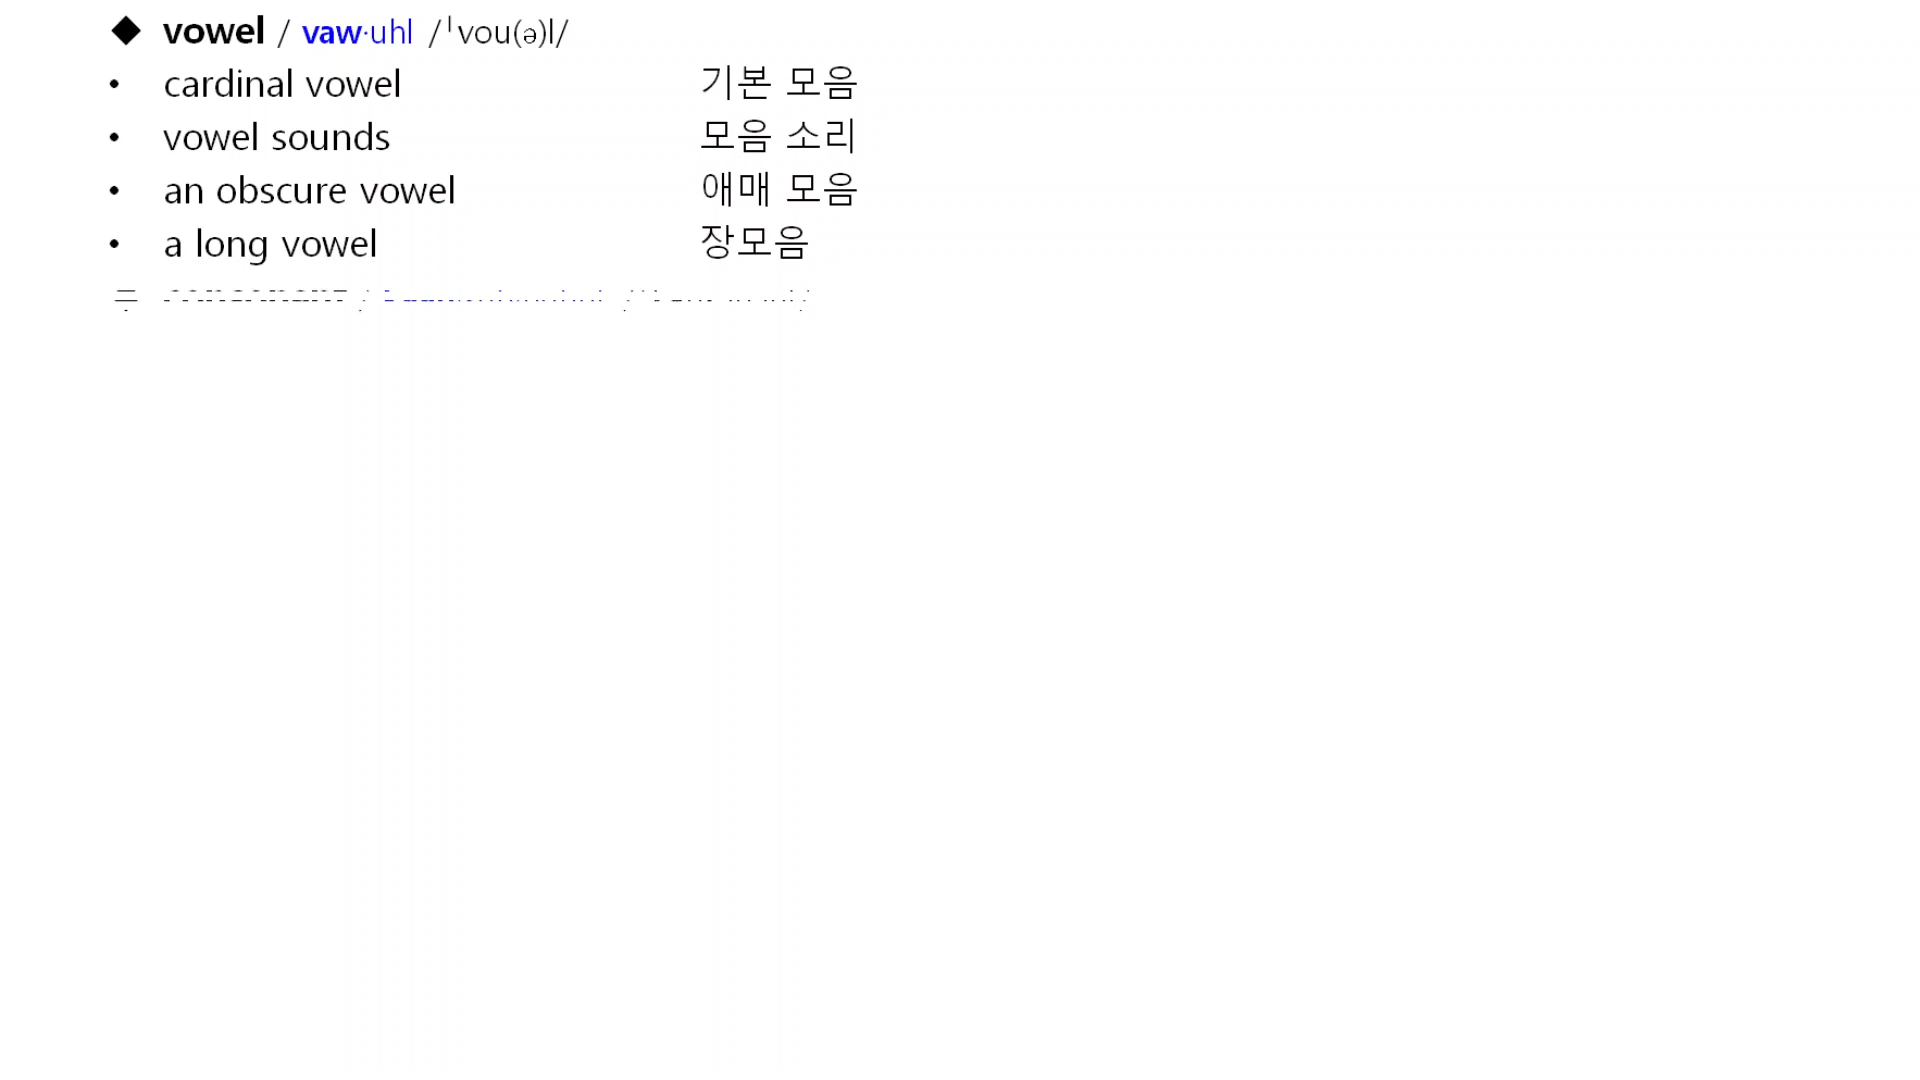 ◆ vowel / vaw·uhl /ˈvou(ə)l/
• cardinal vowel 기본 모음
• vowel sounds 모음 소리
• an obscure vowel 애매 모음
• a long vowel 장모음